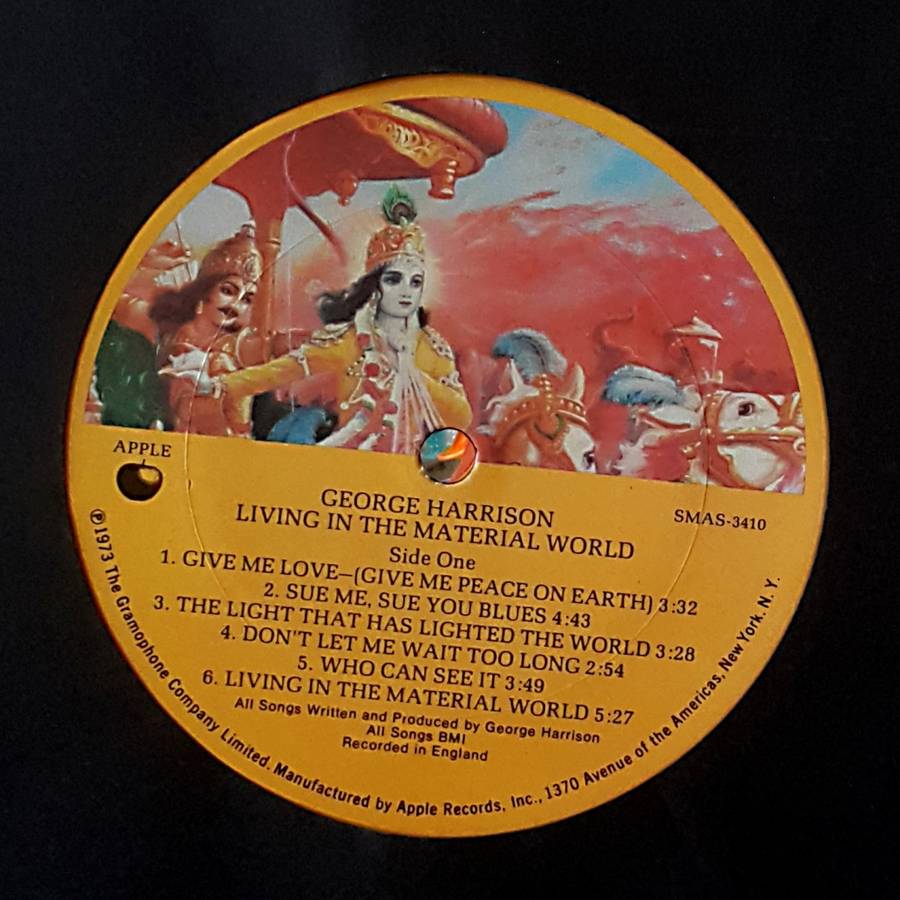 APPLE
GEORGE HARRISON
LIVING IN THE MATERIAL WORLD
SMAS-3410
Side One
1. GIVE ME LOVE—(GIVE ME PEACE ON EARTH) 3:32
2. SUE ME, SUE YOU BLUES 4:43
3. THE LIGHT THAT HAS LIGHTED THE WORLD 3:28
4. DON'T LET ME WAIT TOO LONG 2:54
5. WHO CAN SEE IT 3:49
6. LIVING IN THE MATERIAL WORLD 5:27
All Songs Written and Produced by George Harrison
All Songs BMI
Recorded in England
℗1973 The Gramophone Company Limited. Manufactured by Apple Records, Inc., 1370 Avenue of the Americas, New York. N. Y.